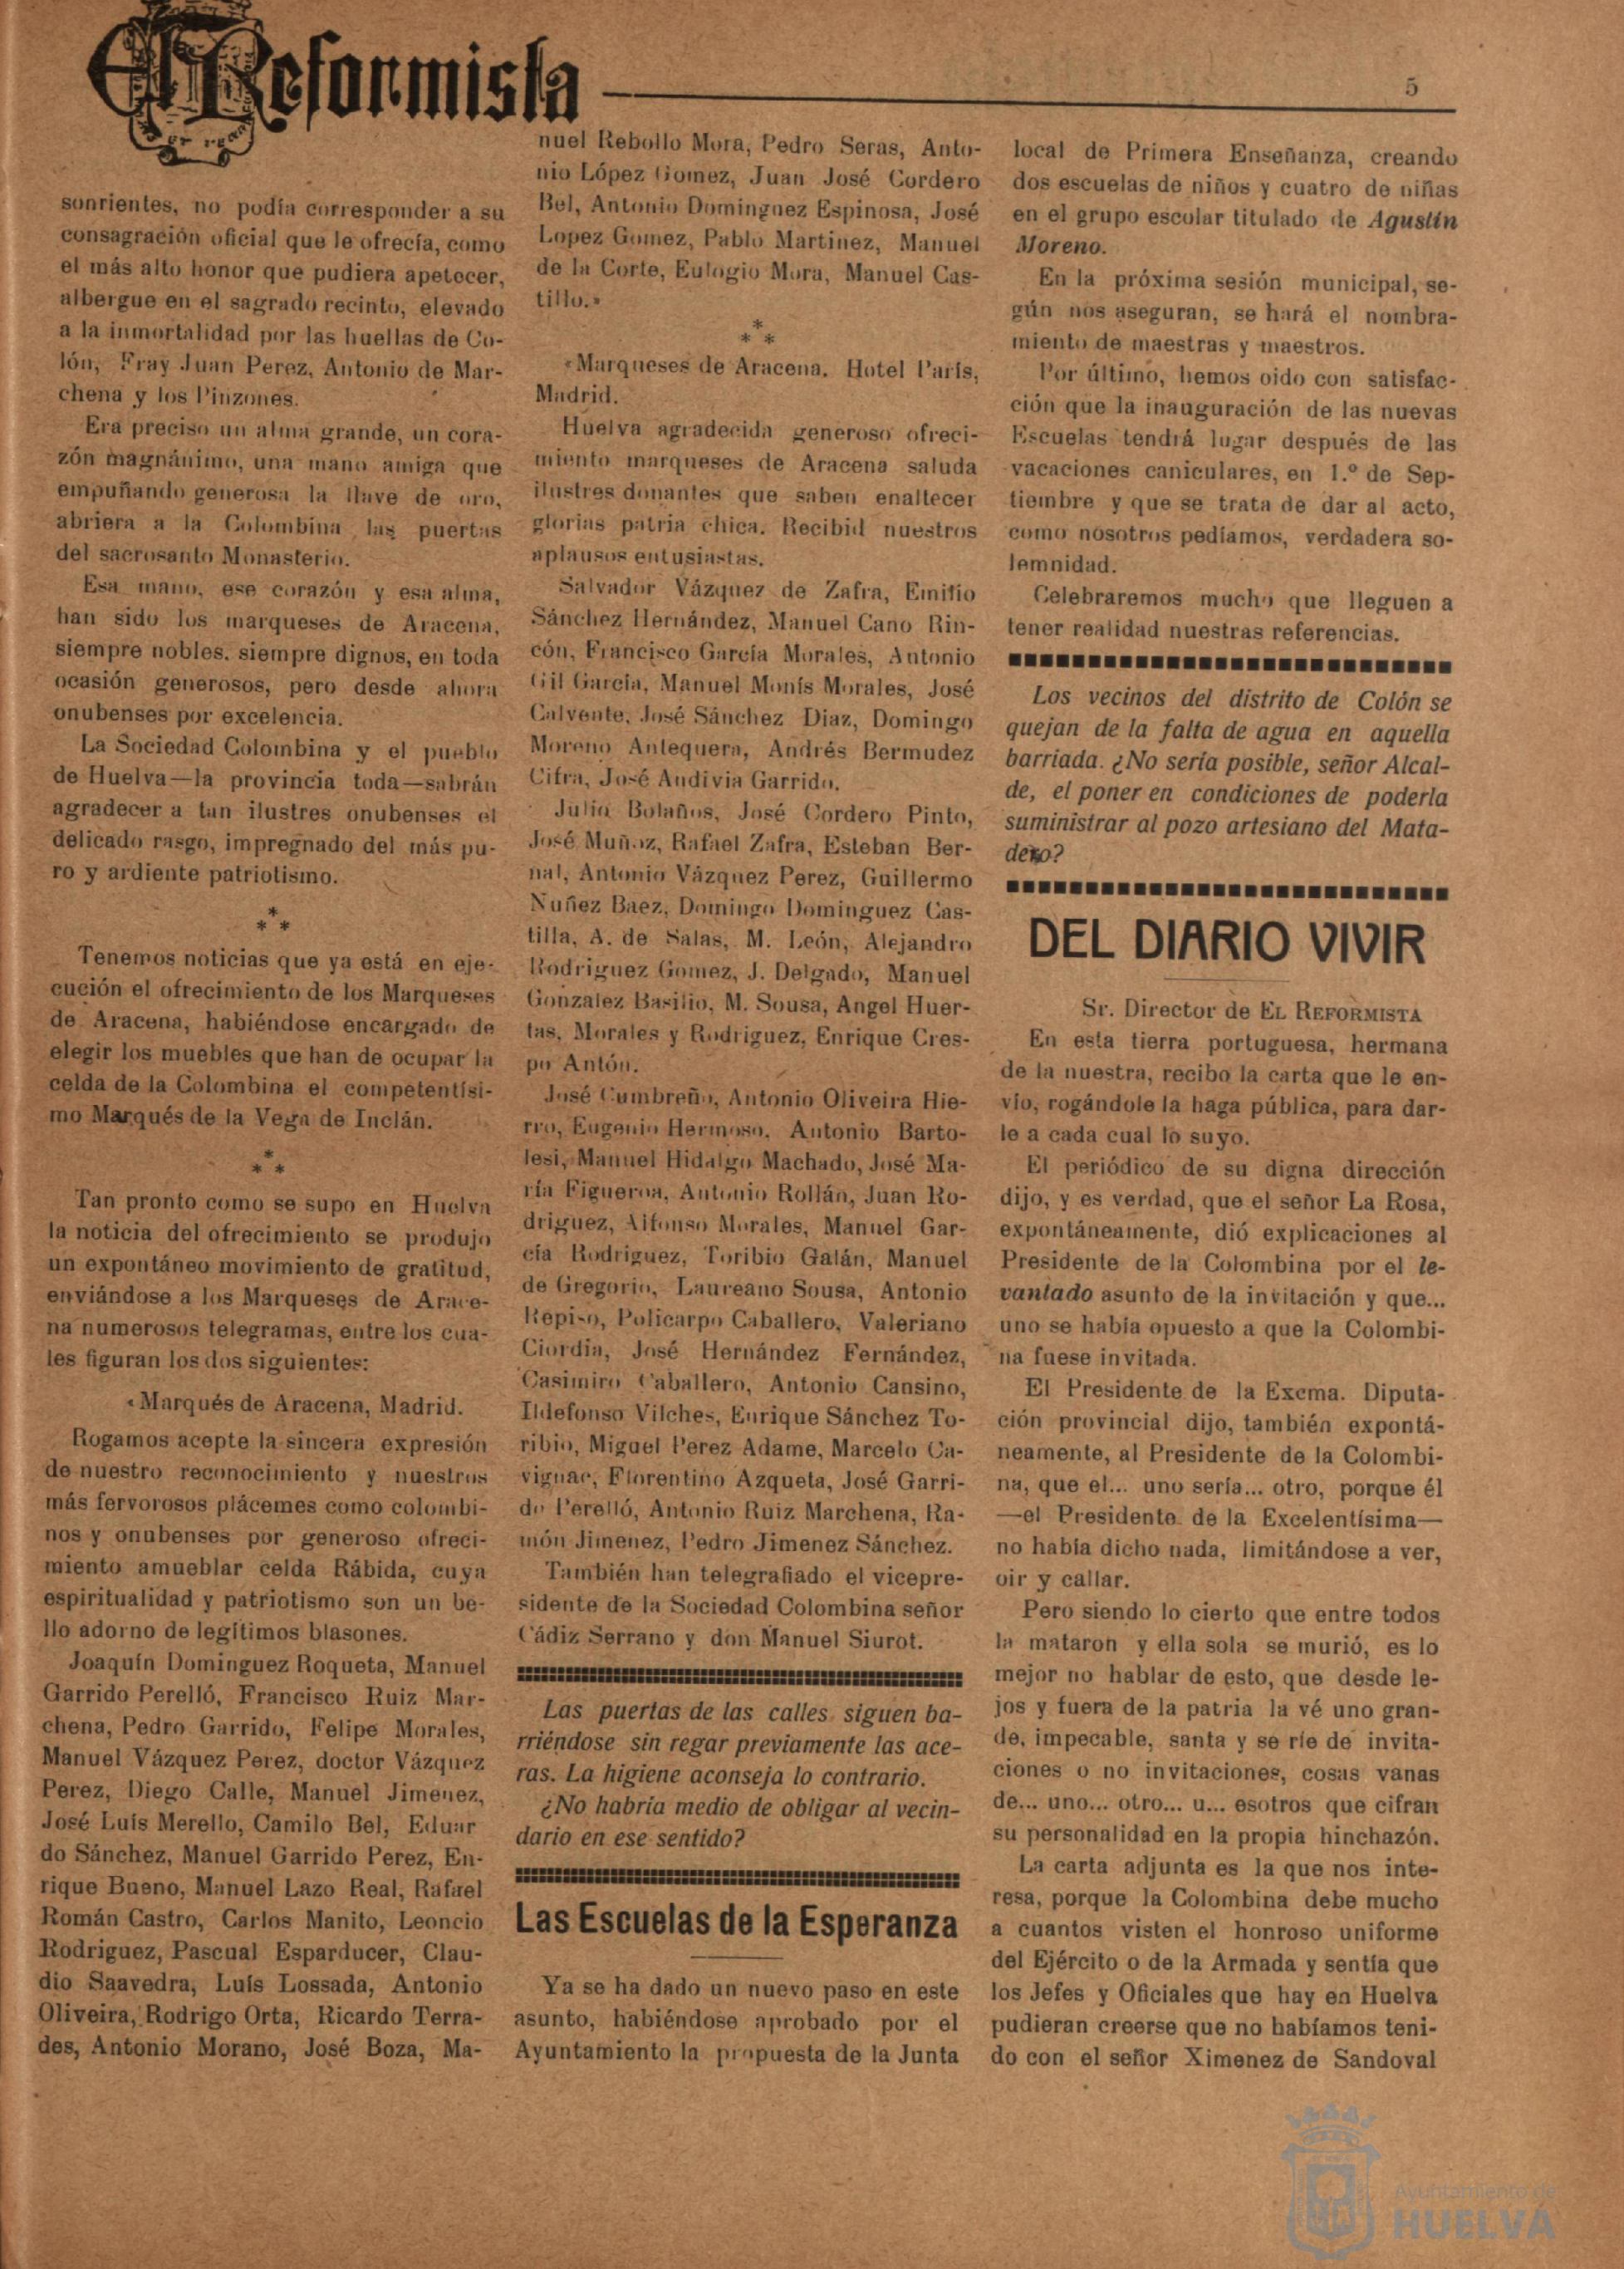 El Reformista
5
sonrientes, no podía corresponder a su
consagración oficial que le ofrecía, como
el más alto honor que pudiera apetecer,
albergue en el sagrado recinto, elevado
a la inmortalidad por las huellas de Co-
lón, Fray Juan Perez, Antonio de Mar-
chena y los Pinzones.
Era preciso un alma grande, un cora-
zón magnánimo, una mano amiga que
empuñando generosa la llave de oro,
abriera a la Colombina las puertas
del sacrosanto Monasterio.
Esa mano, ese corazón y esa alma,
han sido los marqueses de Aracena,
siempre nobles. siempre dignos, en toda
ocasión generosos, pero desde ahora
onubenses por excelencia.
La Sociedad Colombina y el pueblo
de Huelva—la provincia toda—sabrán
agradecer a tan ilustres onubenses el
delicado rasgo, impregnado del más pu-
ro y ardiente patriotismo.
* * *
Tenemos noticias que ya está en eje-
cución el ofrecimiento de los Marqueses
de Aracena, habiéndose encargado de
elegir los muebles que han de ocupar la
celda de la Colombina el competentísi-
mo Marqués de la Vega de Inclán.
* * *
Tan pronto como se supo en Huelva
la noticia del ofrecimiento se produjo
un expontáneo movimiento de gratitud,
enviándose a los Marqueses de Arace-
na numerosos telegramas, entre los cua-
les figuran los dos siguientes:
«Marqués de Aracena, Madrid.
Rogamos acepte la sincera expresión
de nuestro reconocimiento y nuestros
más fervorosos plácemes como colombi-
nos y onubenses por generoso ofreci-
miento amueblar celda Rábida, cuya
espiritualidad y patriotismo son un be-
llo adorno de legítimos blasones.
Joaquín Dominguez Roqueta, Manuel
Garrido Perelló, Francisco Ruiz Mar-
chena, Pedro Garrido, Felipe Morales,
Manuel Vázquez Perez, doctor Vázquez
Perez, Diego Calle, Manuel Jimenez,
José Luís Merello, Camilo Bel, Eduar
do Sánchez, Manuel Garrido Perez, En-
rique Bueno, Manuel Lazo Real, Rafael
Román Castro, Carlos Manito, Leoncio
Rodriguez, Pascual Esparducer, Clau-
dio Saavedra, Luís Lossada, Antonio
Oliveira, Rodrigo Orta, Ricardo Terra-
des, Antonio Morano, José Boza, Ma-
nuel Rebollo Mora, Pedro Seras, Anto-
nio López Gomez, Juan José Cordero
Bel, Antonio Dominguez Espinosa, José
Lopez Gomez, Pablo Martinez, Manuel
de la Corte, Eulogio Mora, Manuel Cas-
tillo.»
* * *
«Marqueses de Aracena. Hotel París,
Madrid.
Huelva agradecida generoso ofreci-
miento marqueses de Aracena saluda
ilustres donantes que saben enaltecer
glorias patria chica. Recibid nuestros
aplausos entusiastas.
Salvador Vázquez de Zafra, Emilio
Sánchez Hernández, Manuel Cano Rin-
cón, Francisco García Morales, Antonio
Gil García, Manuel Monís Morales, José
Calvente, José Sánchez Diaz, Domingo
Moreno Antequera, Andrés Bermudez
Cifra, José Andivia Garrido.
Julio Bolaños, José Cordero Pinto,
José Muñoz, Rafael Zafra, Esteban Ber-
nal, Antonio Vázquez Perez, Guillermo
Nuñez Baez, Domingo Dominguez Cas-
tilla, A. de Salas, M. León, Alejandro
Rodriguez Gomez, J. Delgado, Manuel
Gonzalez Basilio, M. Sousa, Angel Huer-
tas, Morales y Rodriguez, Enrique Cres-
po Antón.
José Cumbreño, Antonio Oliveira Hie-
rro, Eugenio Hermoso, Antonio Barto-
lesi, Manuel Hidalgo Machado, José Ma-
ría Figueroa, Antonio Rollán, Juan Ro-
driguez, Alfonso Morales, Manuel Gar-
cía Rodriguez, Toribio Galán, Manuel
de Gregorio, Laureano Sousa, Antonio
Repiso, Policarpo Caballero, Valeriano
Ciordia, José Hernández Fernández,
Casimiro Caballero, Antonio Cansino,
Ildefonso Vilches, Enrique Sánchez To-
ribio, Miguel Perez Adame, Marcelo Ca-
vignac, Florentino Azqueta, José Garri-
do Perelló, Antonio Ruiz Marchena, Ra-
món Jimenez, Pedro Jimenez Sánchez.
También han telegrafiado el vicepre-
sidente de la Sociedad Colombina señor
Cádiz Serrano y don Manuel Siurot.
Las puertas de las calles siguen ba-
rriéndose sin regar previamente las ace-
ras. La higiene aconseja lo contrario.
¿No habría medio de obligar al vecin-
dario en ese sentido?
Las Escuelas de la Esperanza
Ya se ha dado un nuevo paso en este
asunto, habiéndose aprobado por el
Ayuntamiento la propuesta de la Junta
local de Primera Enseñanza, creando
dos escuelas de niños y cuatro de niñas
en el grupo escolar titulado de Agustín
Moreno.
En la próxima sesión municipal, se-
gún nos aseguran, se hará el nombra-
miento de maestras y maestros.
Por último, hemos oido con satisfac-
ción que la inauguración de las nuevas
Escuelas tendrá lugar después de las
vacaciones caniculares, en 1.º de Sep-
tiembre y que se trata de dar al acto,
como nosotros pedíamos, verdadera so-
lemnidad.
Celebraremos mucho que lleguen a
tener realidad nuestras referencias.
Los vecinos del distrito de Colón se
quejan de la falta de agua en aquella
barriada. ¿No sería posible, señor Alcal-
de, el poner en condiciones de poderla
suministrar al pozo artesiano del Mata-
dero?
DEL DIARIO VIVIR
Sr. Director de EL REFORMISTA
En esta tierra portuguesa, hermana
de la nuestra, recibo la carta que le en-
vío, rogándole la haga pública, para dar-
le a cada cual lo suyo.
El periódico de su digna dirección
dijo, y es verdad, que el señor La Rosa,
expontáneamente, dió explicaciones al
Presidente de la Colombina por el le-
vantado asunto de la invitación y que...
uno se había opuesto a que la Colombi-
na fuese invitada.
El Presidente de la Excma. Diputa-
ción provincial dijo, también expontá-
neamente, al Presidente de la Colombi-
na, que el... uno sería... otro, porque él
—el Presidente de la Excelentísima—
no había dicho nada, limitándose a ver,
oir y callar.
Pero siendo lo cierto que entre todos
la mataron y ella sola se murió, es lo
mejor no hablar de esto, que desde le-
jos y fuera de la patria la vé uno gran-
de, impecable, santa y se ríe de invita-
ciones o no invitaciones, cosas vanas
de... uno... otro... u... esotros que cifran
su personalidad en la propia hinchazón.
La carta adjunta es la que nos inte-
resa, porque la Colombina debe mucho
a cuantos visten el honroso uniforme
del Ejército o de la Armada y sentía que
los Jefes y Oficiales que hay en Huelva
pudieran creerse que no habíamos teni-
do con el señor Ximenez de Sandoval
Ayuntamiento de
HUELVA